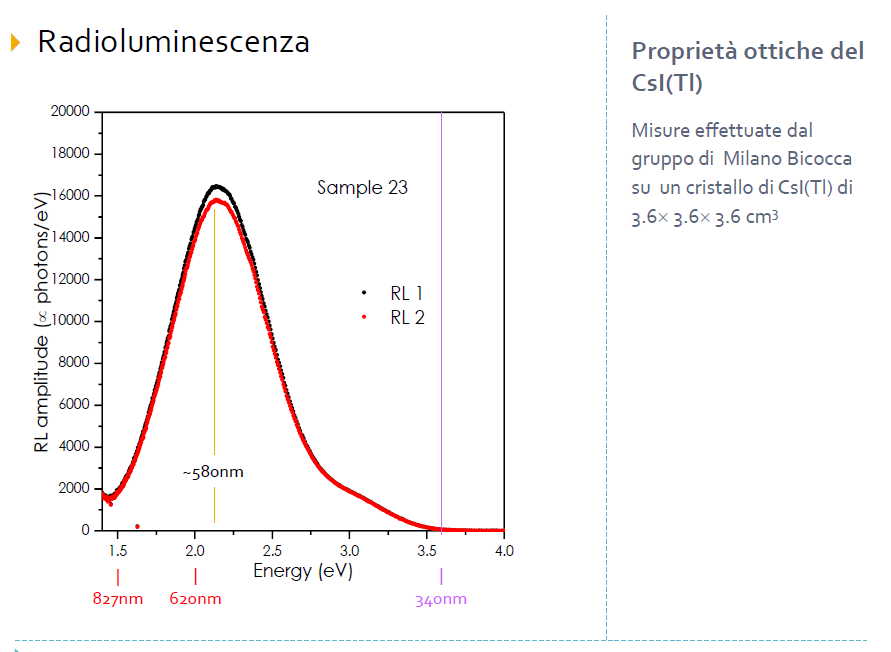 Radioluminescenza
20000
18000
16000
14000
12000
10000
8000
6000
4000
2000
0
RL amplitude (∝ photons/eV)
Sample 23
RL 1
RL 2
~580nm
1.5 2.0 2.5 3.0 3.5 4.0
Energy (eV)
827nm 620nm 340nm
Proprietà ottiche del
CsI(Tl)
Misure effettuate dal
gruppo di Milano Bicocca
su un cristallo di CsI(Tl) di
3.6× 3.6× 3.6 cm³